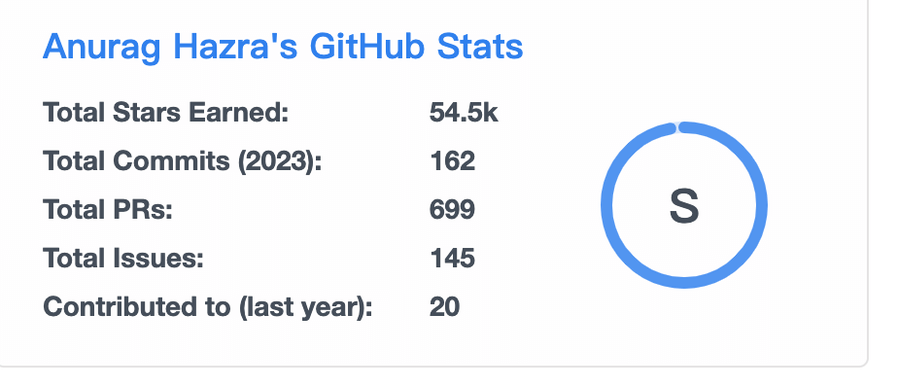 Anurag Hazra's GitHub Stats
Total Stars Earned: 54.5k
Total Commits (2023): 162
Total PRs: 699
Total Issues: 145
Contributed to (last year): 20
S